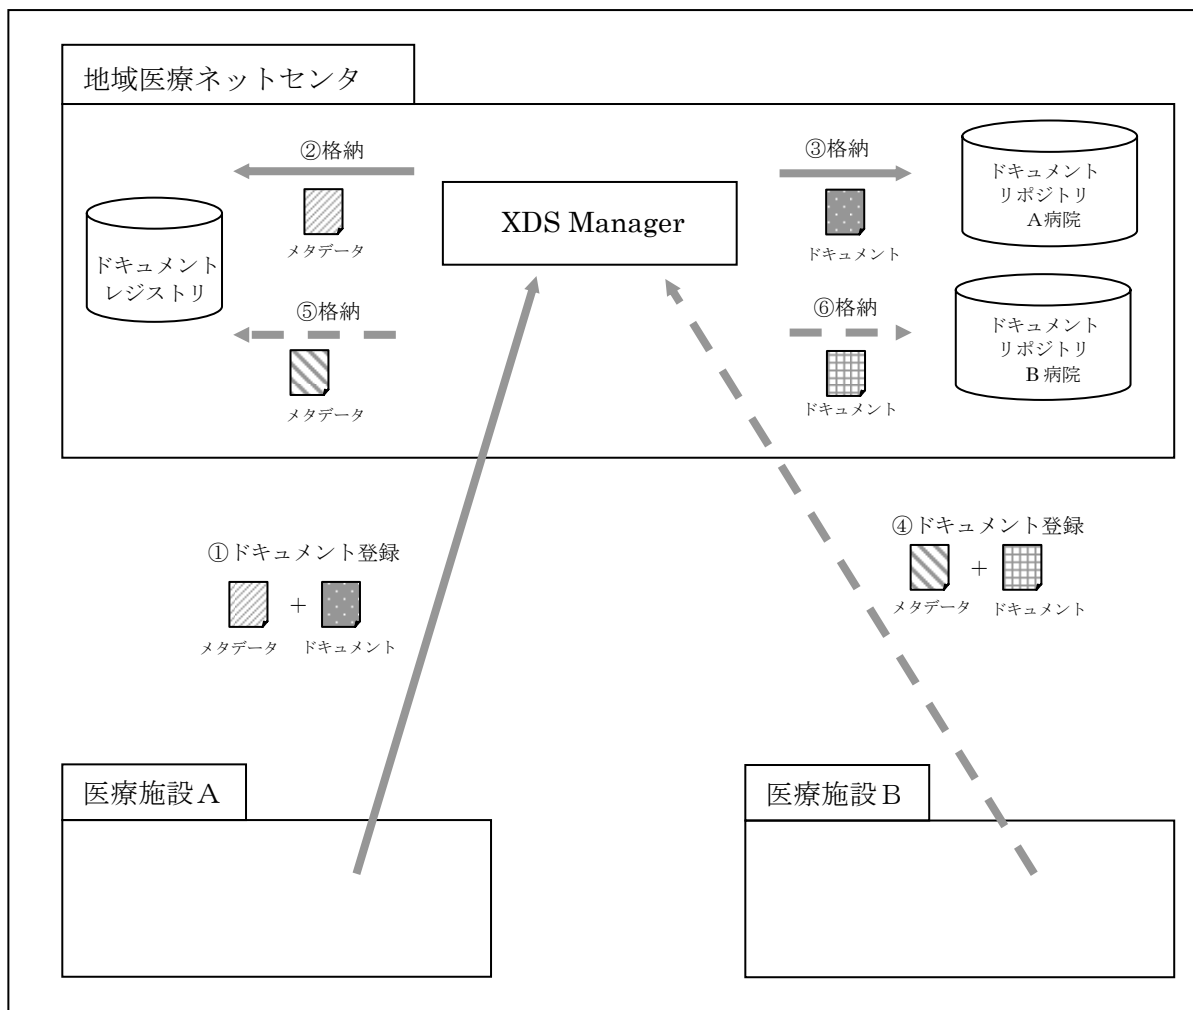 地域医療ネットセンタ
②格納
メタデータ
XDS Manager
③格納
ドキュメント
ドキュメント
リポジトリ
A病院
ドキュメント
レジストリ
⑤格納
メタデータ
⑥格納
ドキュメント
ドキュメント
リポジトリ
B 病院
①ドキュメント登録
+
メタデータ
ドキュメント
④ドキュメント登録
+
メタデータ
ドキュメント
医療施設A
医療施設B